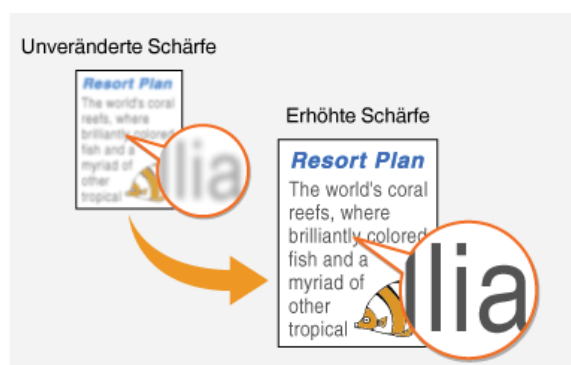 Unveränderte Schärfe
Resort Plan
The world's coral
reefs, where
brilliantly colored
fish and a
myriad of
other
tropical
lia
Erhöhte Schärfe
Resort Plan
The world's coral
reefs, where
brilliantly colored
fish and a
myriad of
other
tropical
llia